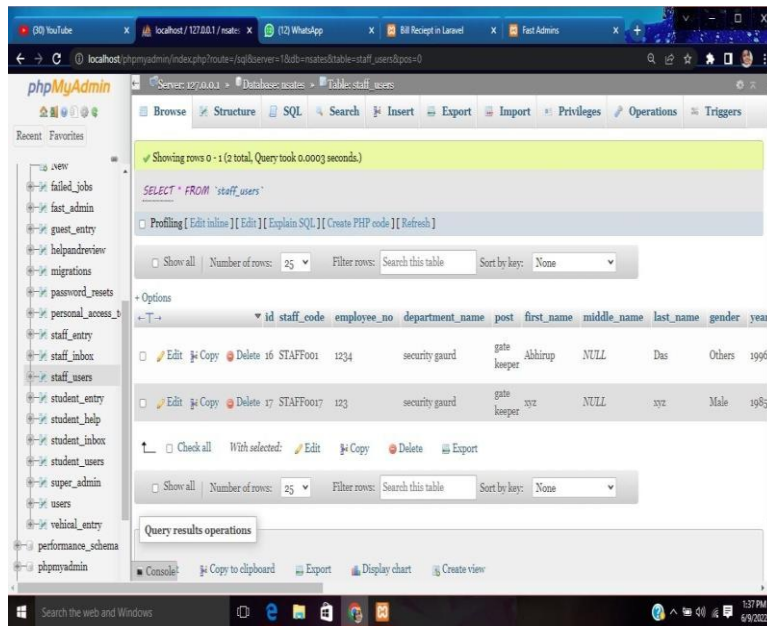 (30) YouTube
localhost / 127.0.0.1 / nsates
(12) WhatsApp
Bill Reciept in Laravel
Fast Admins
localhost/phpmyadmin/index.php?route=/sql&server=1&db=nsates&table=staff_users&pos=0
phpMyAdmin
Recent Favorites
New
failed_jobs
fast_admin
guest_entry
helpandreview
migrations
password_resets
personal_access_t
staff_entry
staff_inbox
staff_users
student_entry
student_help
student_inbox
student_users
super_admin
users
vehical_entry
performance_schema
phpmyadmin
Server: 127.0.0.1 » Database: nsates » Table: staff_users
Browse Structure SQL Search Insert Export Import Privileges Operations Triggers
Showing rows 0 - 1 (2 total, Query took 0.0003 seconds.)
SELECT * FROM `staff_users`
Profiling [ Edit inline ] [ Edit ] [ Explain SQL ] [ Create PHP code ] [ Refresh ]
Show all Number of rows: 25 Filter rows: Search this table Sort by key: None
+ Options
←T→ id staff_code employee_no department_name post first_name middle_name last_name gender year
Edit Copy Delete 16 STAFF001 1234 security gaurd gate keeper Abhirup NULL Das Others 1996
Edit Copy Delete 17 STAFF0017 123 security gaurd gate keeper xyz NULL xyz Male 1985
Check all With selected: Edit Copy Delete Export
Show all Number of rows: 25 Filter rows: Search this table Sort by key: None
Query results operations
Console Copy to clipboard Export Display chart Create view
Search the web and Windows
1:37 PM
6/9/2022